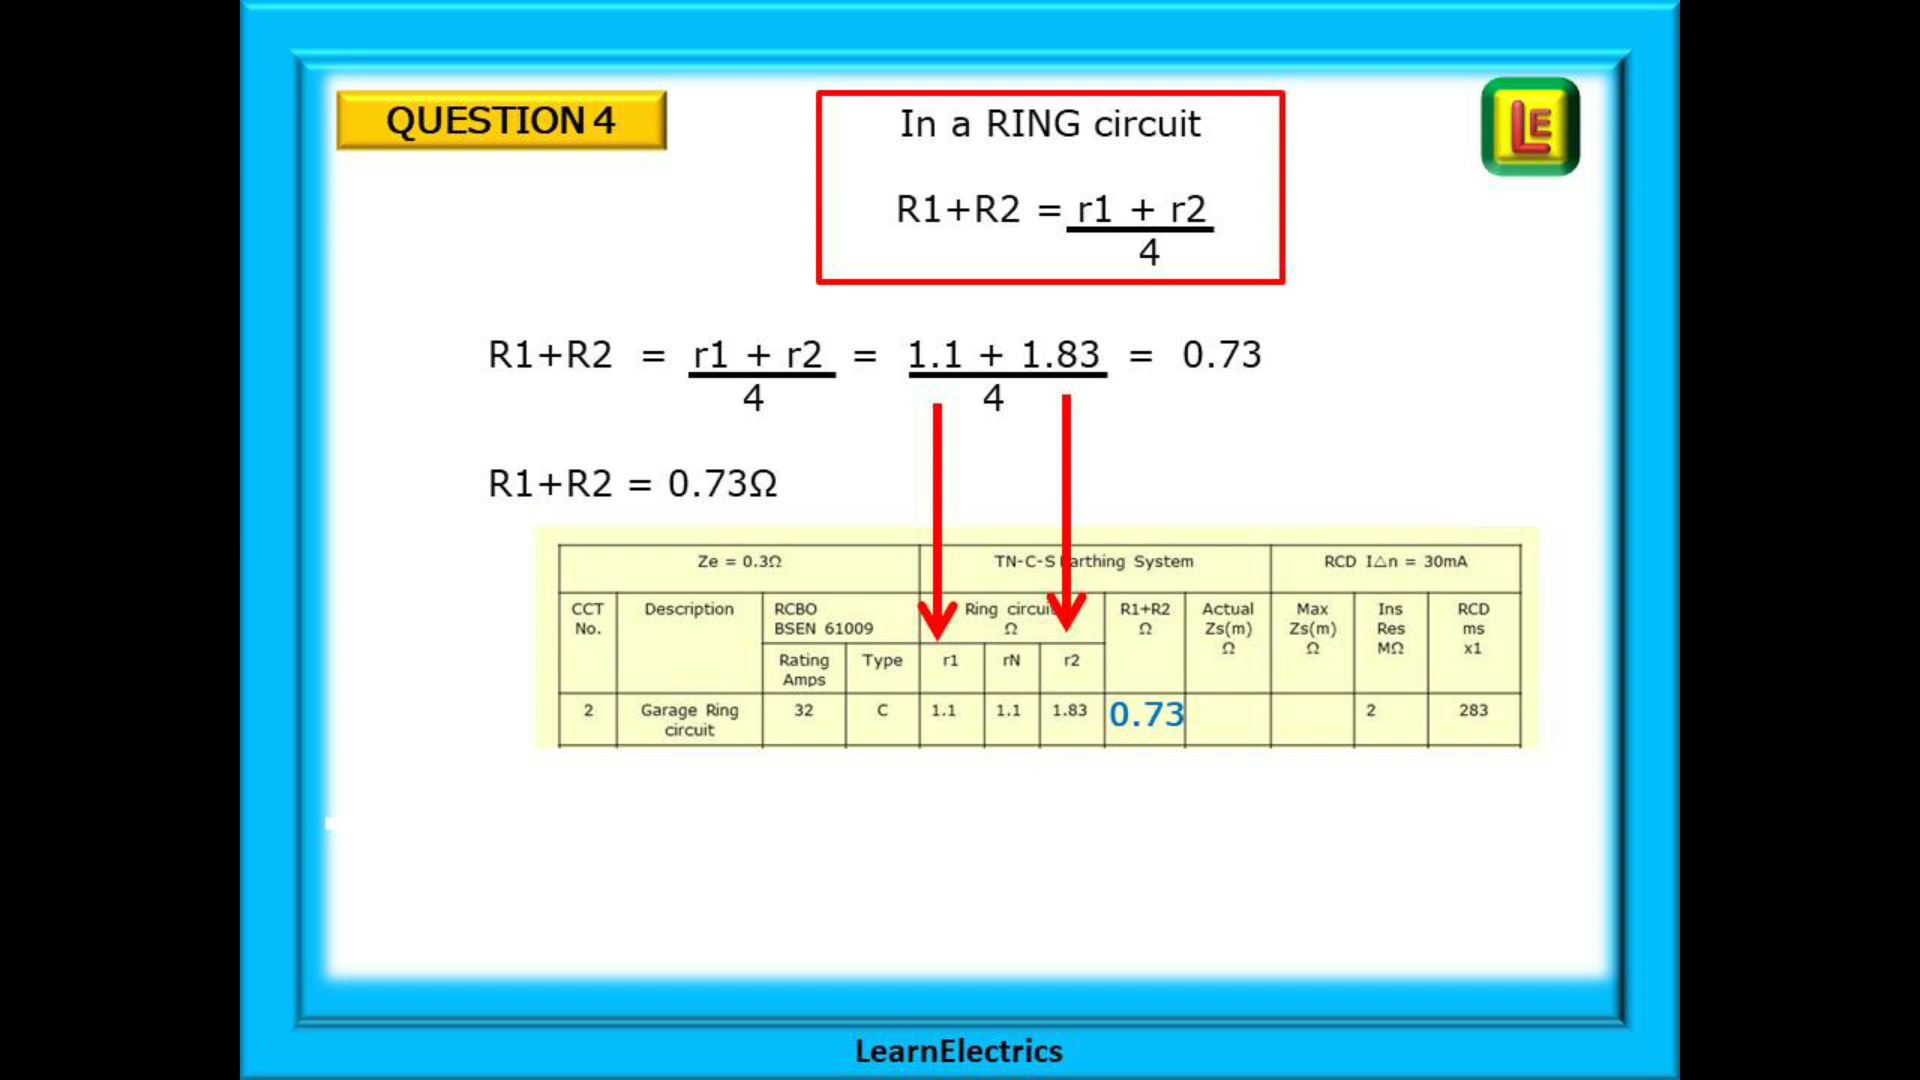 QUESTION 4
In a RING circuit
LE
R1+R2 = r1 + r2
4
R1+R2 = r1 + r2 = 1.1 + 1.83 = 0.73
4 4
R1+R2 = 0.73Ω
Ze = 0.3Ω TN-C-S arthing System RCD I△n = 30mA
CCT No. Description RCBO BSEN 61009 Ring circui Ω R1+R2 Ω Actual Zs(m) Ω Max Zs(m) Ω Ins Res MΩ RCD ms x1
Rating Amps Type r1 rN r2
2 Garage Ring circuit 32 C 1.1 1.1 1.83 0.73 2 283
LearnElectrics